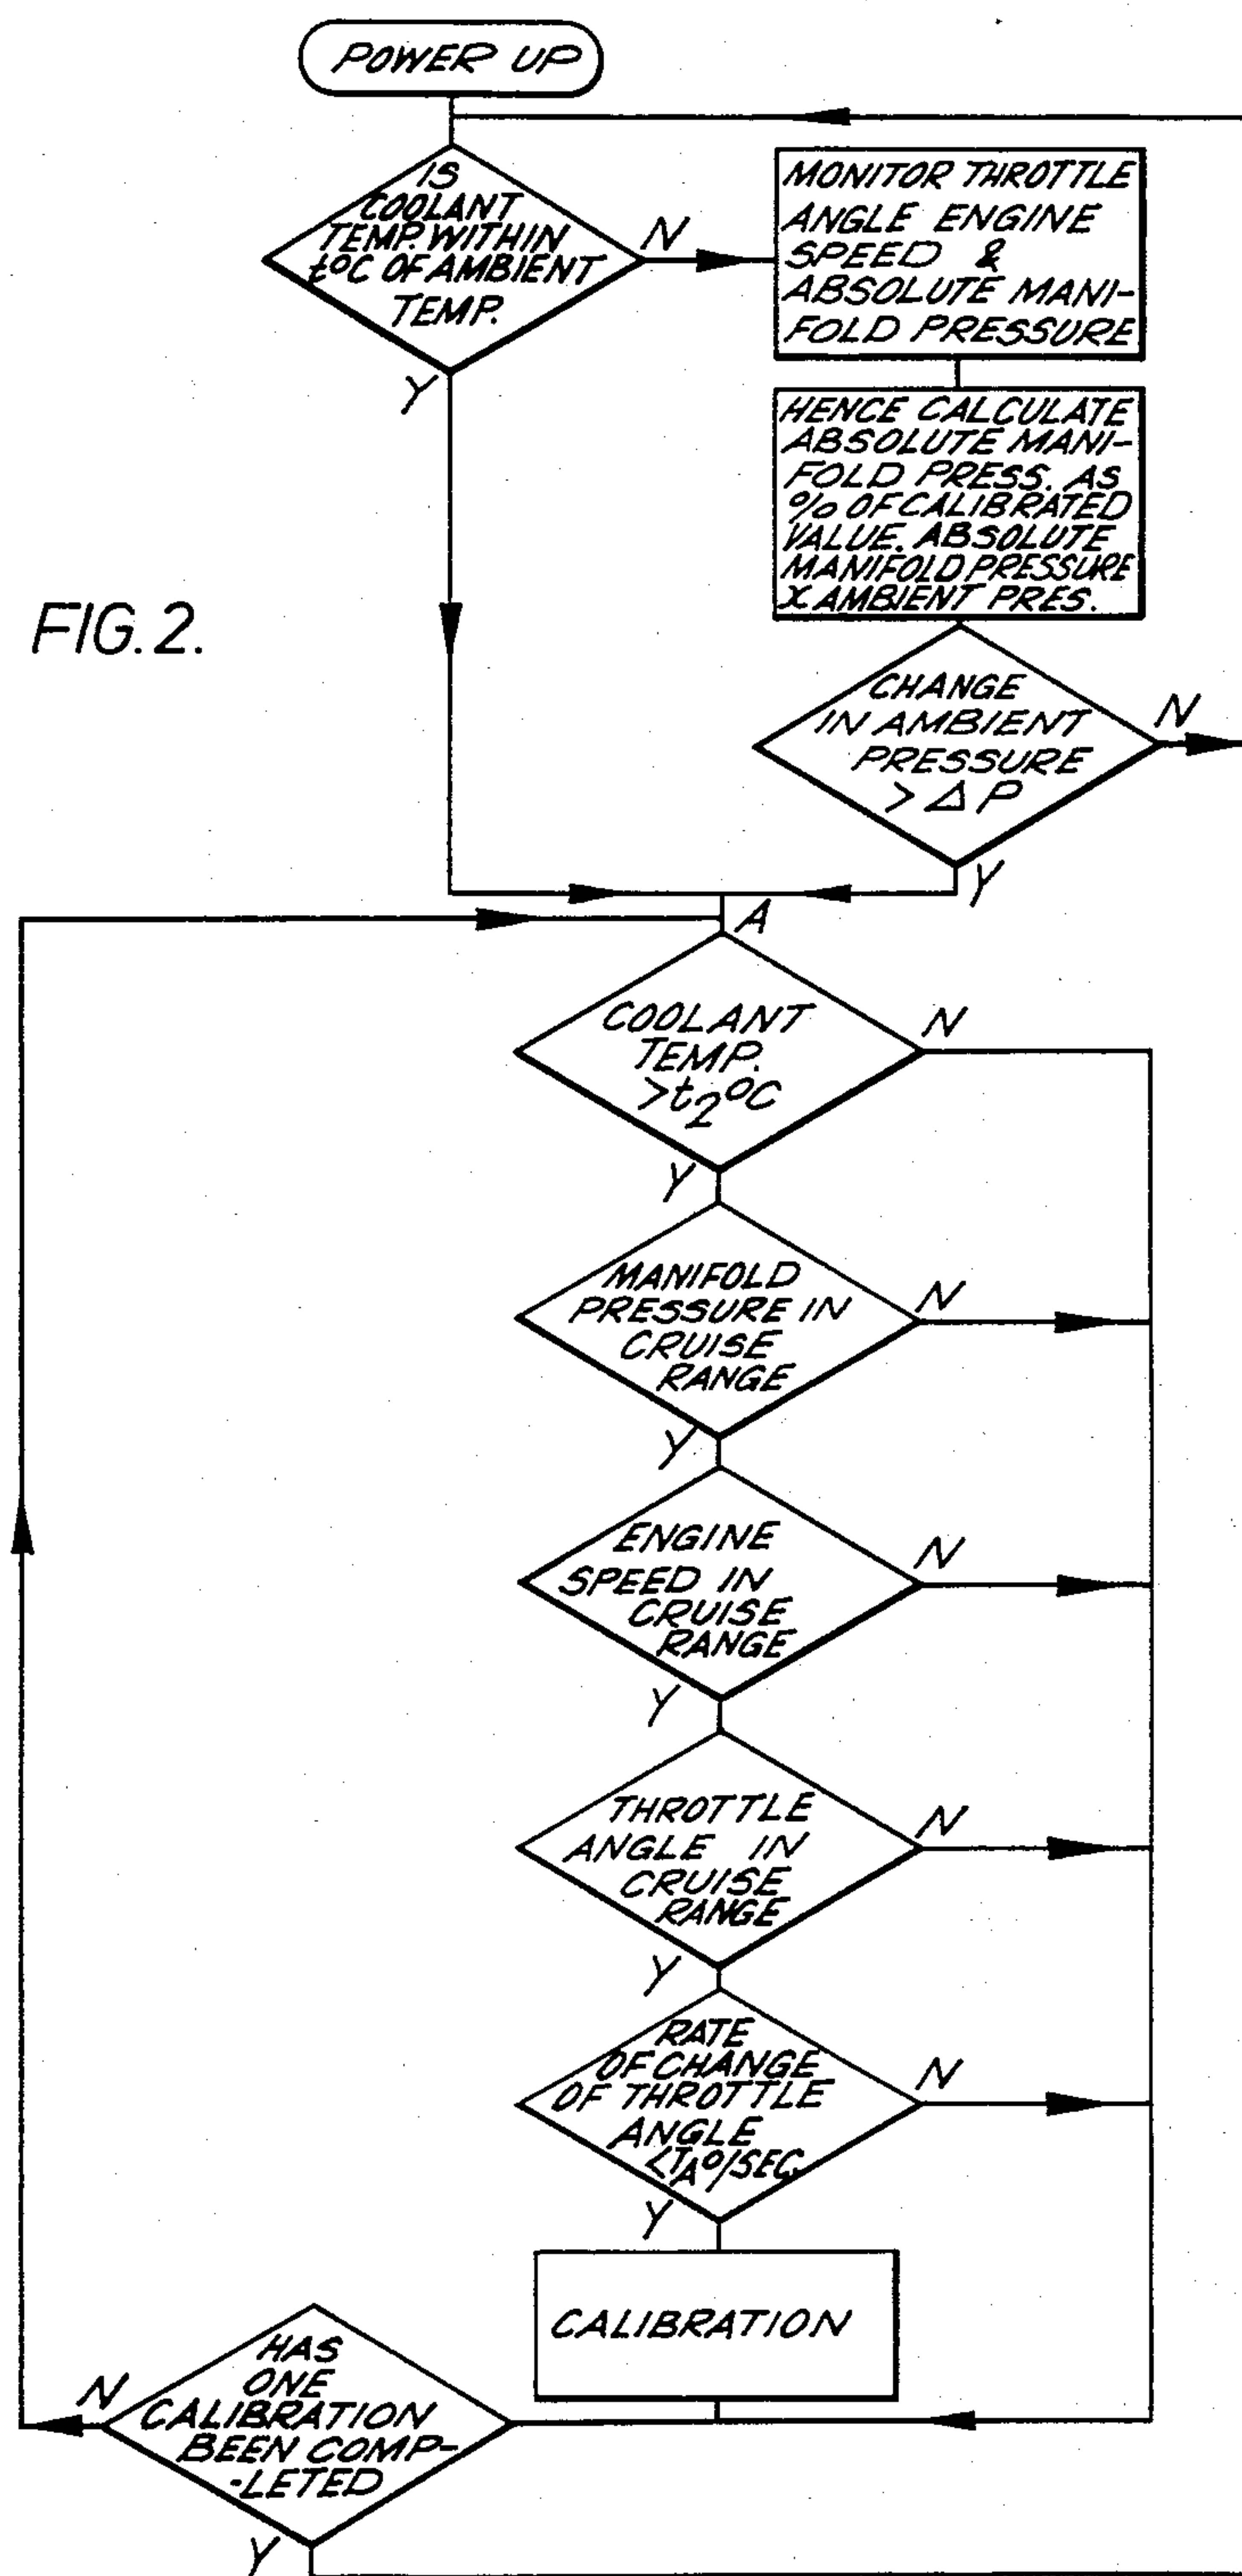 POWER UP
IS
COOLANT
TEMP. WITHIN
t°C OF AMBIENT
TEMP.
N
Y
MONITOR THROTTLE
ANGLE ENGINE
SPEED &
ABSOLUTE MANI-
FOLD PRESSURE
HENCE CALCULATE
ABSOLUTE MANI-
FOLD PRESS. AS
% OF CALIBRATED
VALUE. ABSOLUTE
MANIFOLD PRESSURE
X AMBIENT PRES.
FIG. 2.
CHANGE
IN AMBIENT
PRESSURE
> Δ P
N
Y
A
COOLANT
TEMP.
>t₂°C
N
Y
MANIFOLD
PRESSURE IN
CRUISE
RANGE
N
Y
ENGINE
SPEED IN
CRUISE
RANGE
N
Y
THROTTLE
ANGLE IN
CRUISE
RANGE
N
Y
RATE
OF CHANGE
OF THROTTLE
ANGLE
<T_A°/SEC.
N
Y
CALIBRATION
HAS
ONE
CALIBRATION
BEEN COMP-
-LETED
N
Y